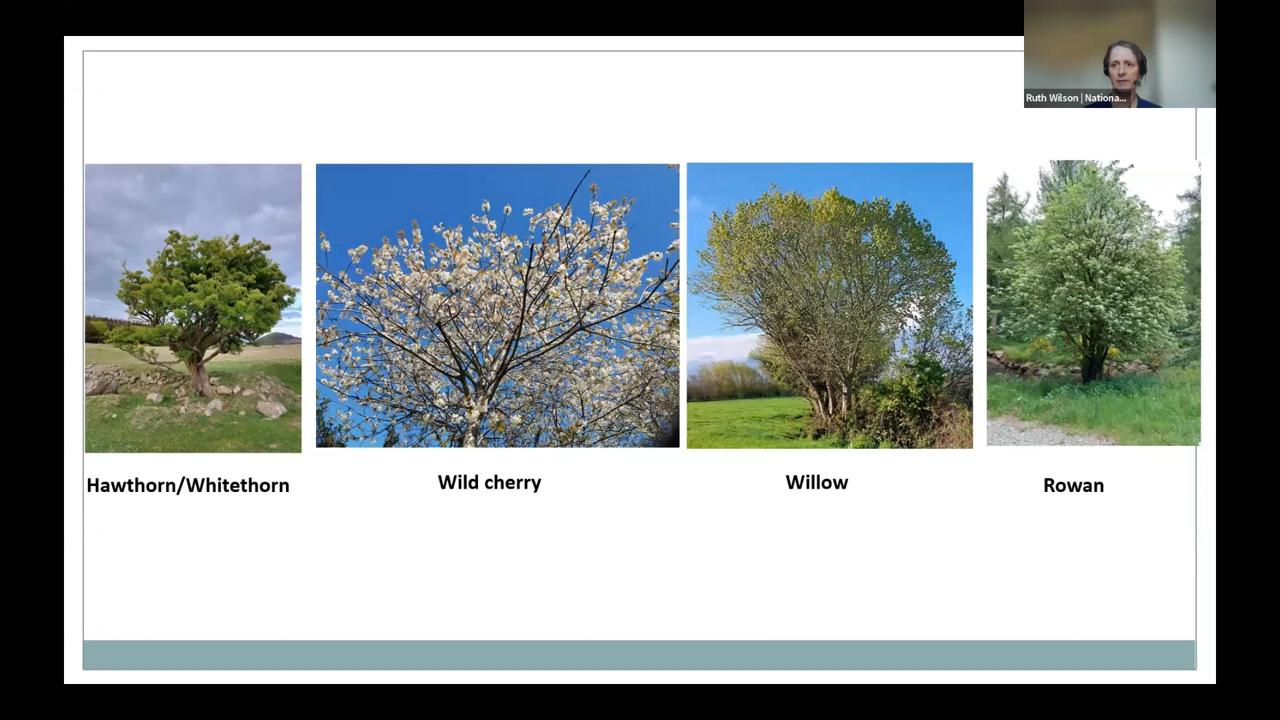 Ruth Wilson | Nationa...
Hawthorn/Whitethorn
Wild cherry
Willow
Rowan